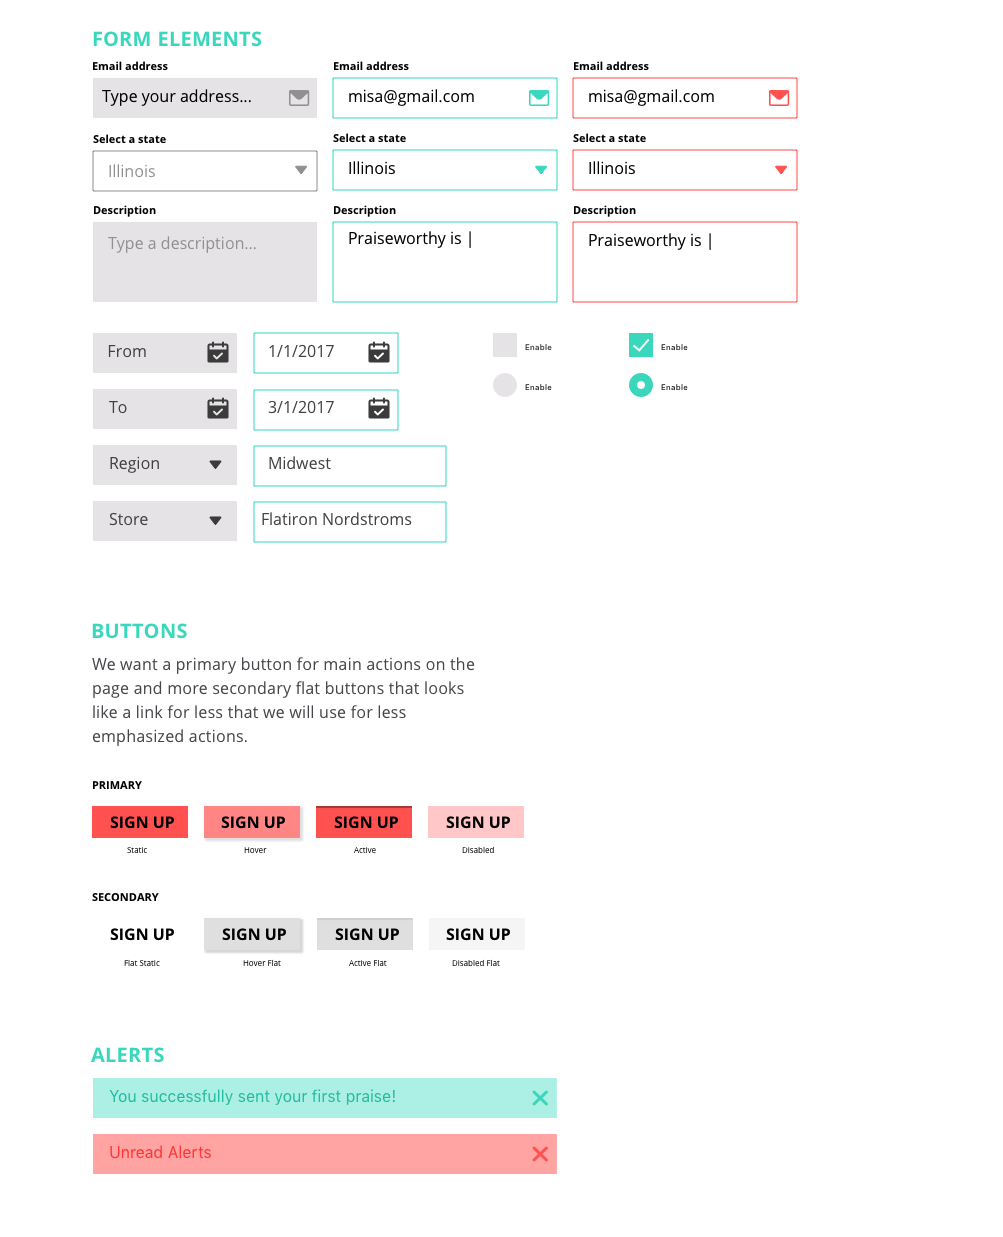 FORM ELEMENTS
Email address
Email address
Email address
Type your address...
misa@gmail.com
misa@gmail.com
Select a state
Select a state
Select a state
Illinois
Illinois
Illinois
Description
Description
Description
Type a description...
Praiseworthy is |
Praiseworthy is |
From
1/1/2017
Enable
Enable
To
3/1/2017
Enable
Enable
Region
Midwest
Store
Flatiron Nordstroms
BUTTONS
We want a primary button for main actions on the
page and more secondary flat buttons that looks
like a link for less that we will use for less
emphasized actions.
PRIMARY
SIGN UP
SIGN UP
SIGN UP
SIGN UP
Static
Hover
Active
Disabled
SECONDARY
SIGN UP
SIGN UP
SIGN UP
SIGN UP
Flat Static
Hover Flat
Active Flat
Disabled Flat
ALERTS
You successfully sent your first praise!
Unread Alerts